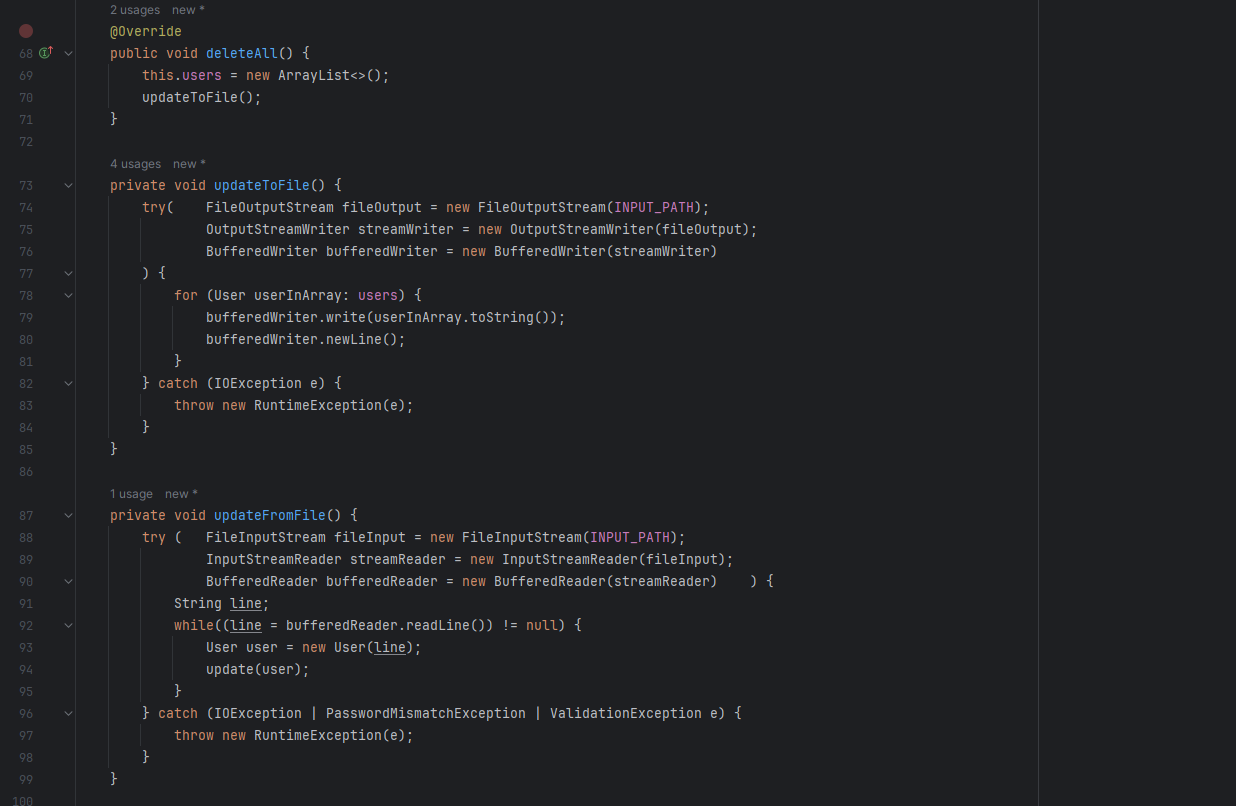 2 usages   new *
@Override
68 public void deleteAll() {
69 this.users = new ArrayList<>();
70 updateToFile();
71 }
72
4 usages   new *
73 private void updateToFile() {
74 try(    FileOutputStream fileOutput = new FileOutputStream(INPUT_PATH);
75 OutputStreamWriter streamWriter = new OutputStreamWriter(fileOutput);
76 BufferedWriter bufferedWriter = new BufferedWriter(streamWriter)
77 ) {
78 for (User userInArray: users) {
79 bufferedWriter.write(userInArray.toString());
80 bufferedWriter.newLine();
81 }
82 } catch (IOException e) {
83 throw new RuntimeException(e);
84 }
85 }
86
1 usage   new *
87 private void updateFromFile() {
88 try (   FileInputStream fileInput = new FileInputStream(INPUT_PATH);
89 InputStreamReader streamReader = new InputStreamReader(fileInput);
90 BufferedReader bufferedReader = new BufferedReader(streamReader)    ) {
91 String line;
92 while((line = bufferedReader.readLine()) != null) {
93 User user = new User(line);
94 update(user);
95 }
96 } catch (IOException | PasswordMismatchException | ValidationException e) {
97 throw new RuntimeException(e);
98 }
99 }
100